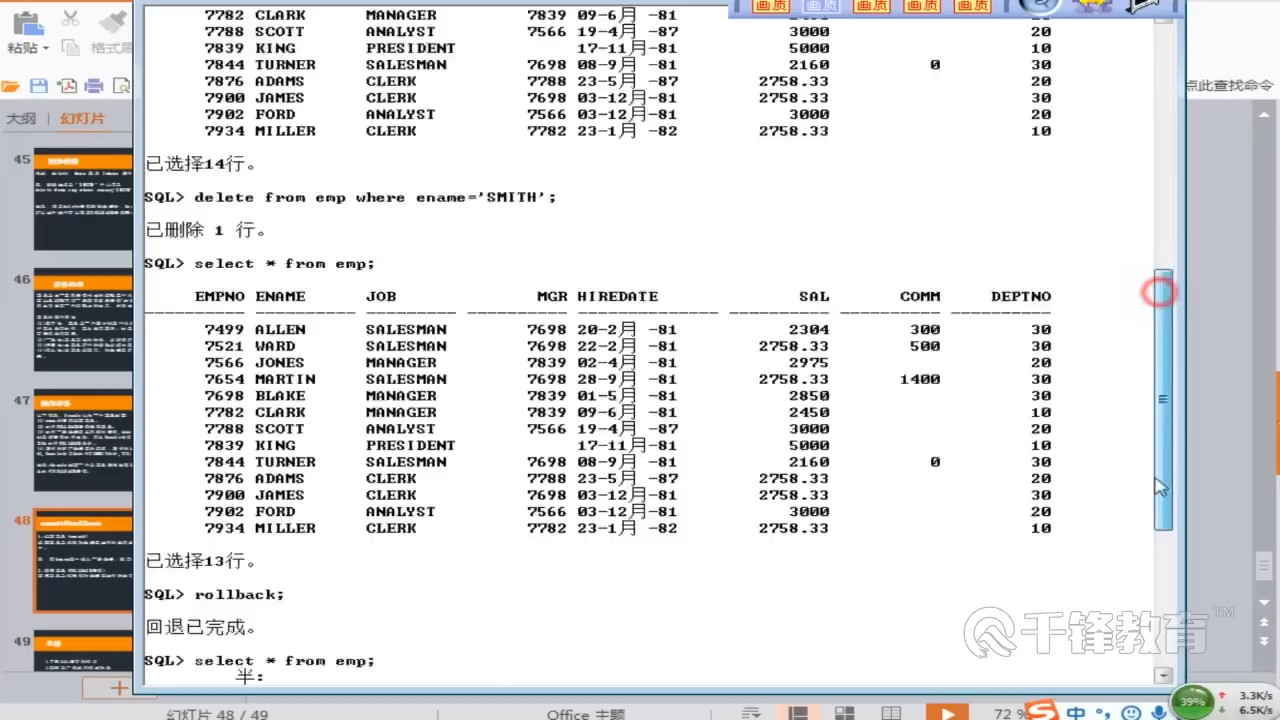 画质 画质 画质 画质 画质
7782 CLARK MANAGER 7839 09-6月 -81
7788 SCOTT ANALYST 7566 19-4月 -87 3000 20
粘贴
7839 KING PRESIDENT 17-11月-81 5000 10
7844 TURNER SALESMAN 7698 08-9月 -81 2160 0 30
7876 ADAMS CLERK 7788 23-5月 -87 2758.33 20
点此查找命令
7900 JAMES CLERK 7698 03-12月-81 2758.33 30
7902 FORD ANALYST 7566 03-12月-81 3000 20
大纲 幻灯片
7934 MILLER CLERK 7782 23-1月 -82 2758.33 10
45
已选择14行。
SQL> delete from emp where ename='SMITH';
已删除 1 行。
SQL> select * from emp;
46
EMPNO ENAME JOB MGR HIREDATE SAL COMM DEPTNO
---------- ---------- --------- ---------- -------------- ---------- ---------- ----------
7499 ALLEN SALESMAN 7698 20-2月 -81 2304 300 30
7521 WARD SALESMAN 7698 22-2月 -81 2758.33 500 30
7566 JONES MANAGER 7839 02-4月 -81 2975 20
7654 MARTIN SALESMAN 7698 28-9月 -81 2758.33 1400 30
7698 BLAKE MANAGER 7839 01-5月 -81 2850 30
47
7782 CLARK MANAGER 7839 09-6月 -81 2450 10
7788 SCOTT ANALYST 7566 19-4月 -87 3000 20
7839 KING PRESIDENT 17-11月-81 5000 10
7844 TURNER SALESMAN 7698 08-9月 -81 2160 0 30
7876 ADAMS CLERK 7788 23-5月 -87 2758.33 20
7900 JAMES CLERK 7698 03-12月-81 2758.33 30
7902 FORD ANALYST 7566 03-12月-81 3000 20
48
7934 MILLER CLERK 7782 23-1月 -82 2758.33 10
已选择13行。
SQL> rollback;
回退已完成。
千锋教育 TM
49
SQL> select * from emp;
半:
39%
3.3K/s
6.5K/s
幻灯片 48 / 49
Office 主题
72 %
中